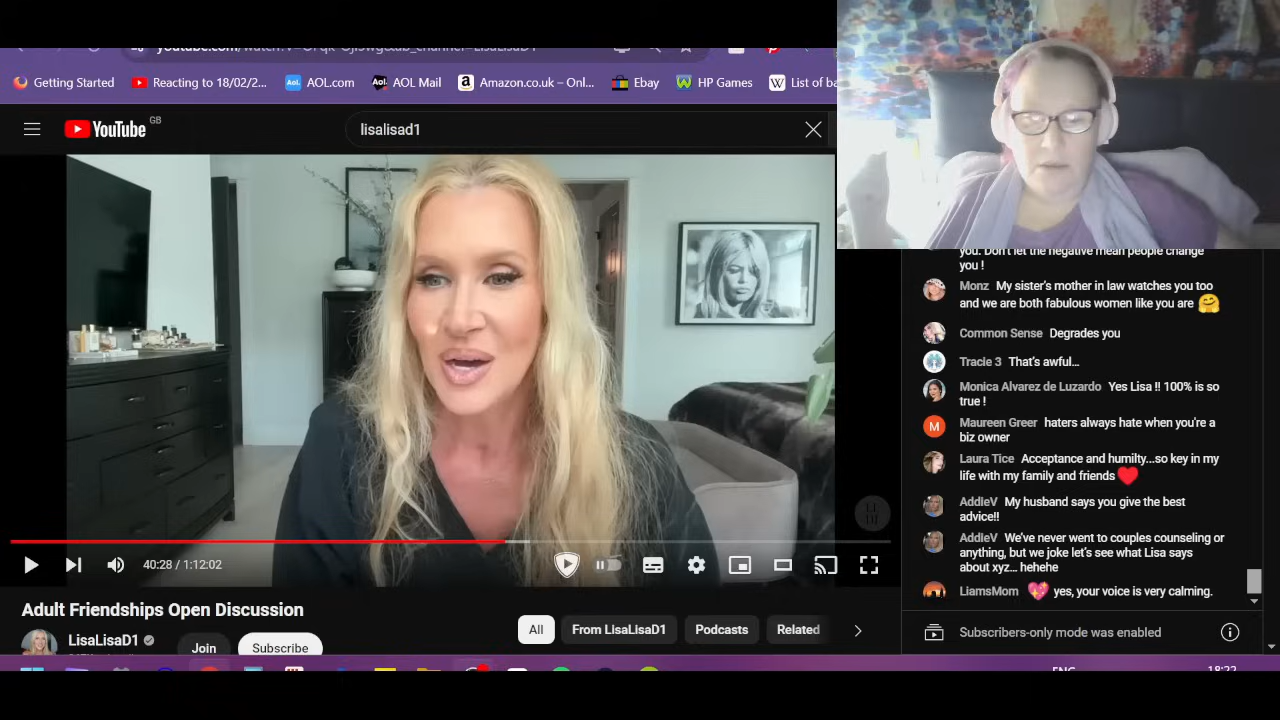 Getting Started
Reacting to 18/02/2...
AOL.com
AOL Mail
Amazon.co.uk – Onl...
Ebay
HP Games
List of ba
YouTube GB
lisalisad1
you. Don't let the negative mean people change
you !
Monz My sister's mother in law watches you too
and we are both fabulous women like you are
Common Sense Degrades you
Tracie 3 That's awful...
Monica Alvarez de Luzardo Yes Lisa !! 100% is so
true !
M
Maureen Greer haters always hate when you're a
biz owner
Laura Tice Acceptance and humilty...so key in my
life with my family and friends
AddieV My husband says you give the best
advice!!
AddieV We've never went to couples counseling or
anything, but we joke let's see what Lisa says
about xyz... hehehe
LiamsMom yes, your voice is very calming.
Subscribers-only mode was enabled
40:28 / 1:12:02
Adult Friendships Open Discussion
LisaLisaD1
Join
Subscribe
All
From LisaLisaD1
Podcasts
Related